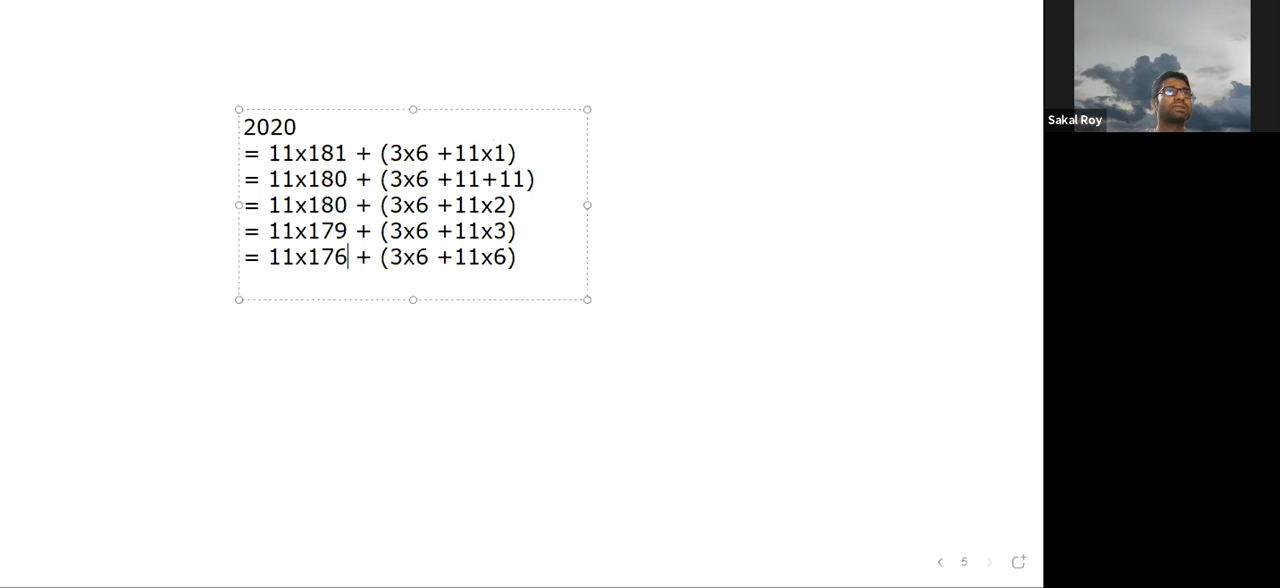 2020
= 11x181 + (3x6 +11x1)
= 11x180 + (3x6 +11+11)
= 11x180 + (3x6 +11x2)
= 11x179 + (3x6 +11x3)
= 11x176 + (3x6 +11x6)
Sakal Roy
5